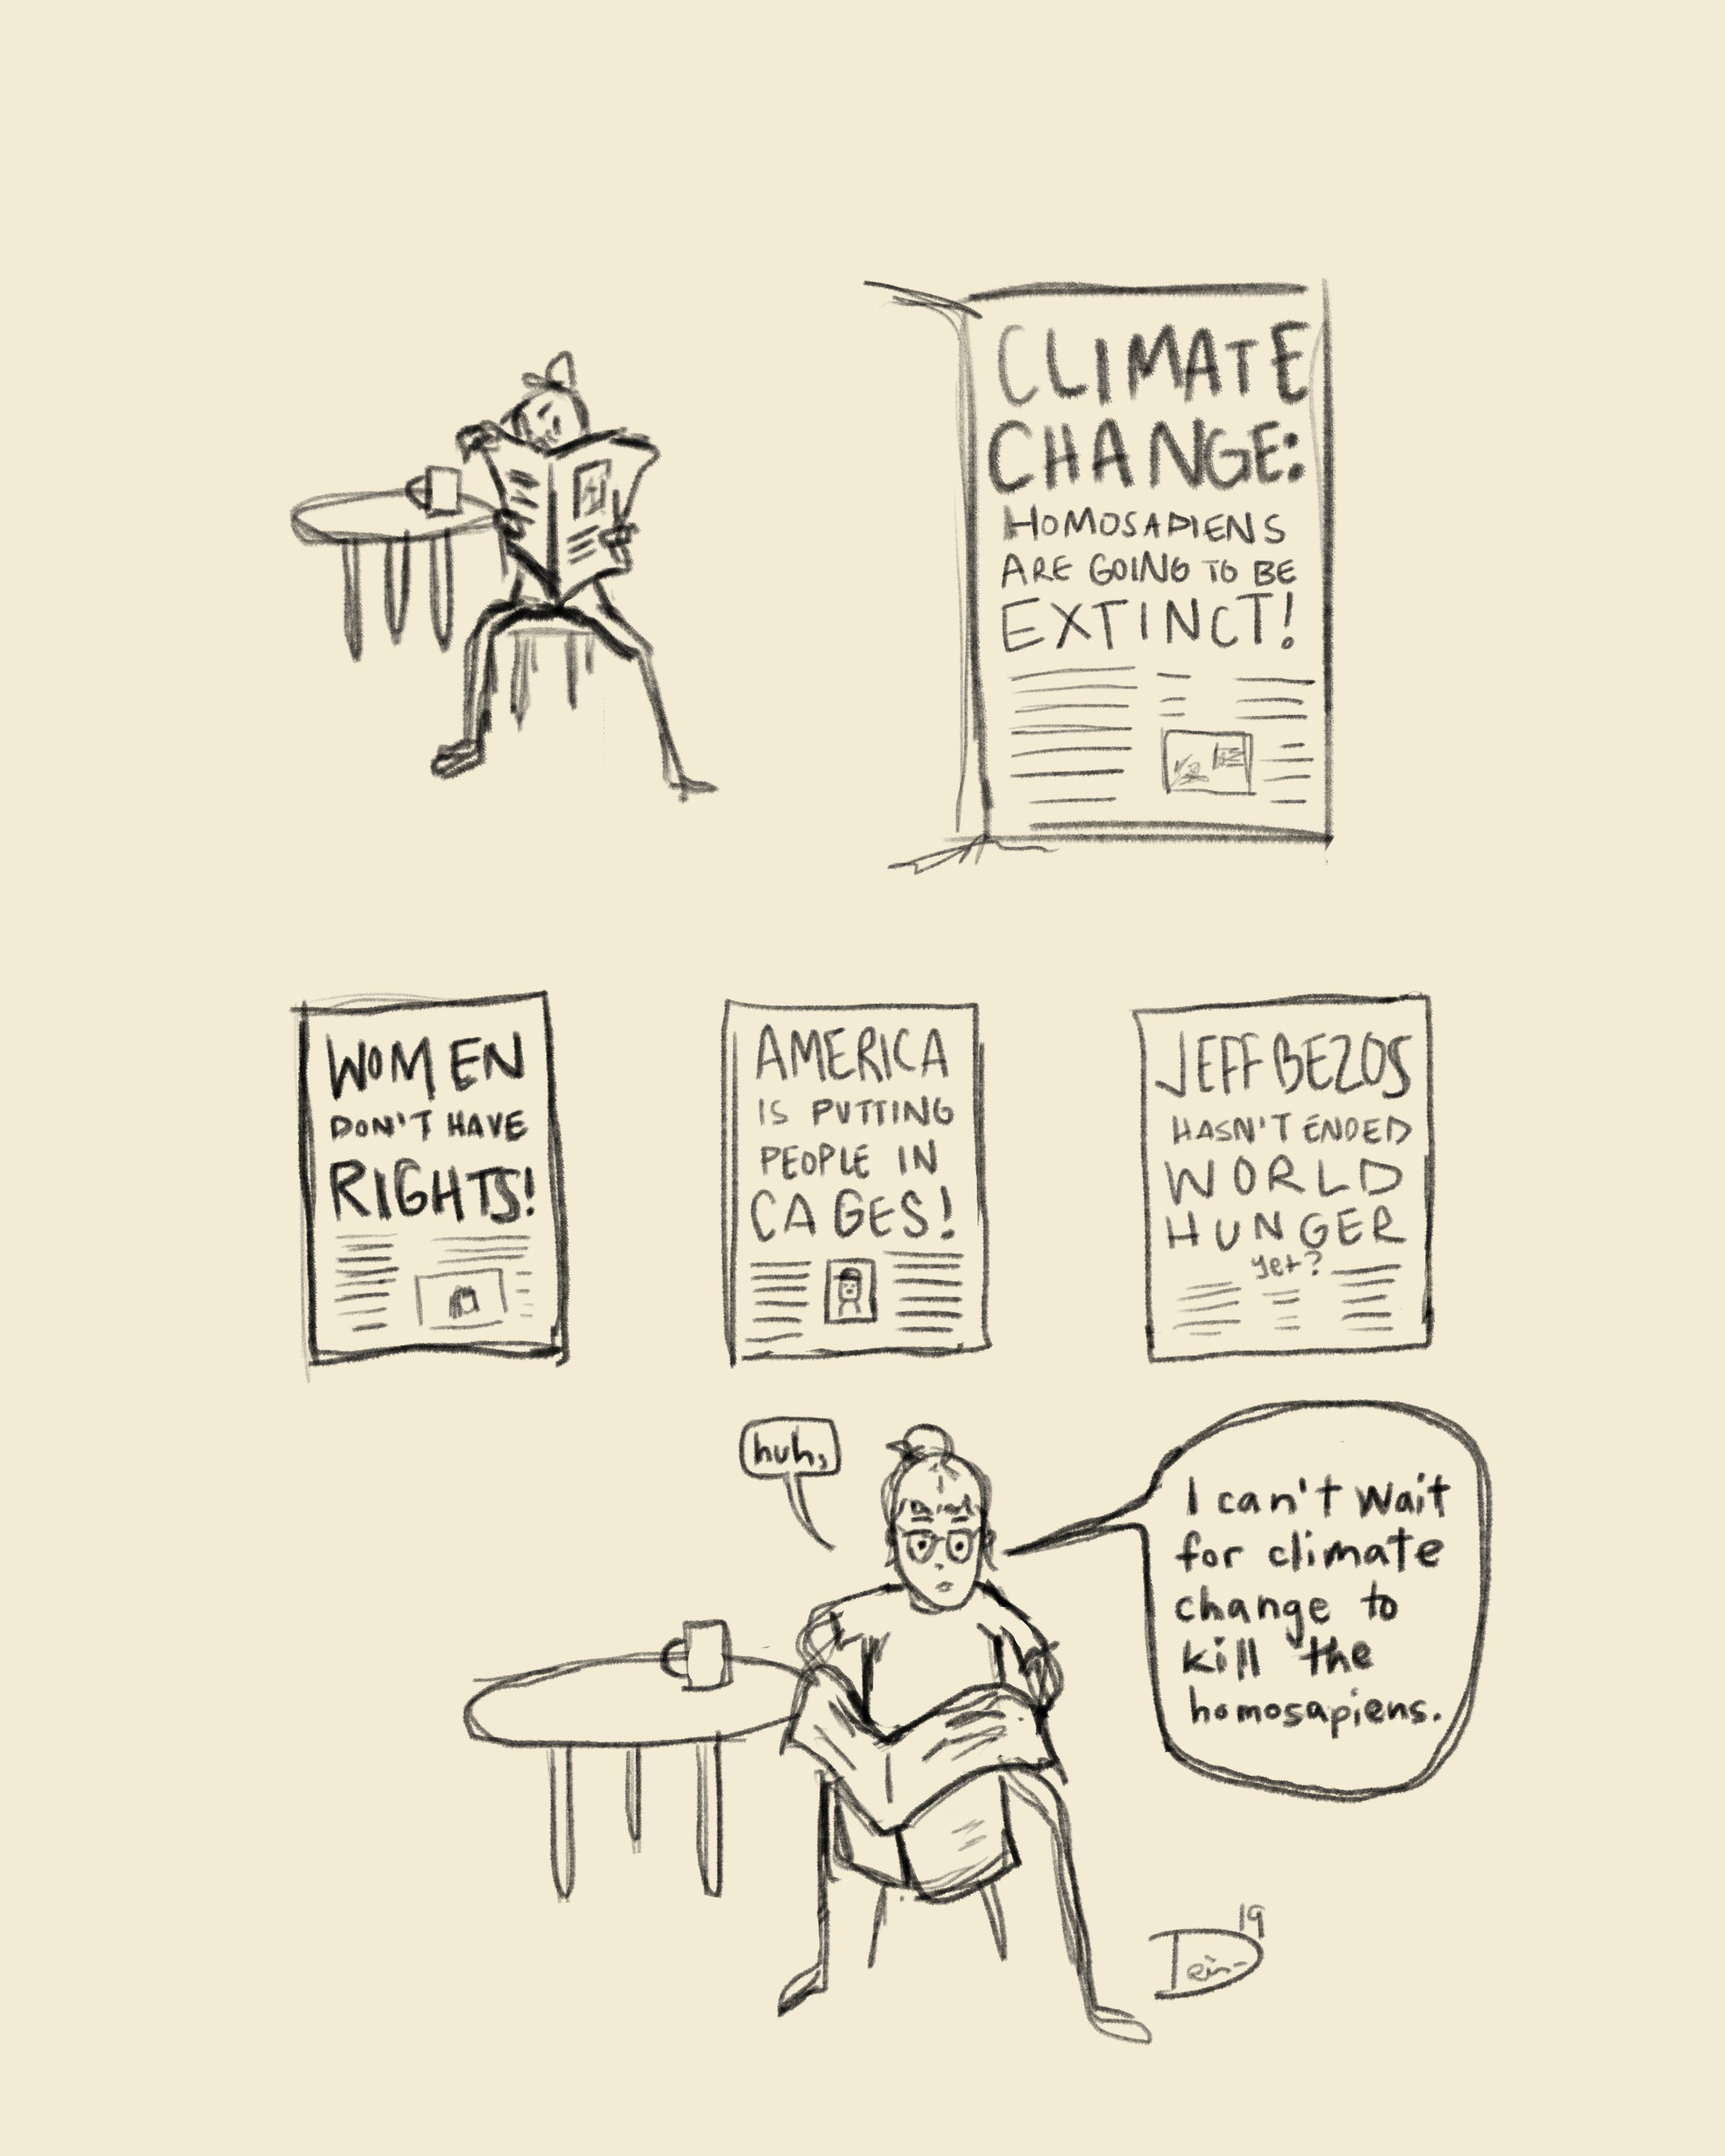 CLIMATE
CHANGE:
HOMOSAPIENS
ARE GOING TO BE
EXTINCT!
WOMEN
DON'T HAVE
RIGHTS!
AMERICA
IS PUTTING
PEOPLE IN
CAGES!
JEFF BEZOS
HASN'T ENDED
WORLD
HUNGER
yet?
huh,
I can't wait
for climate
change to
kill the
homosapiens.
19